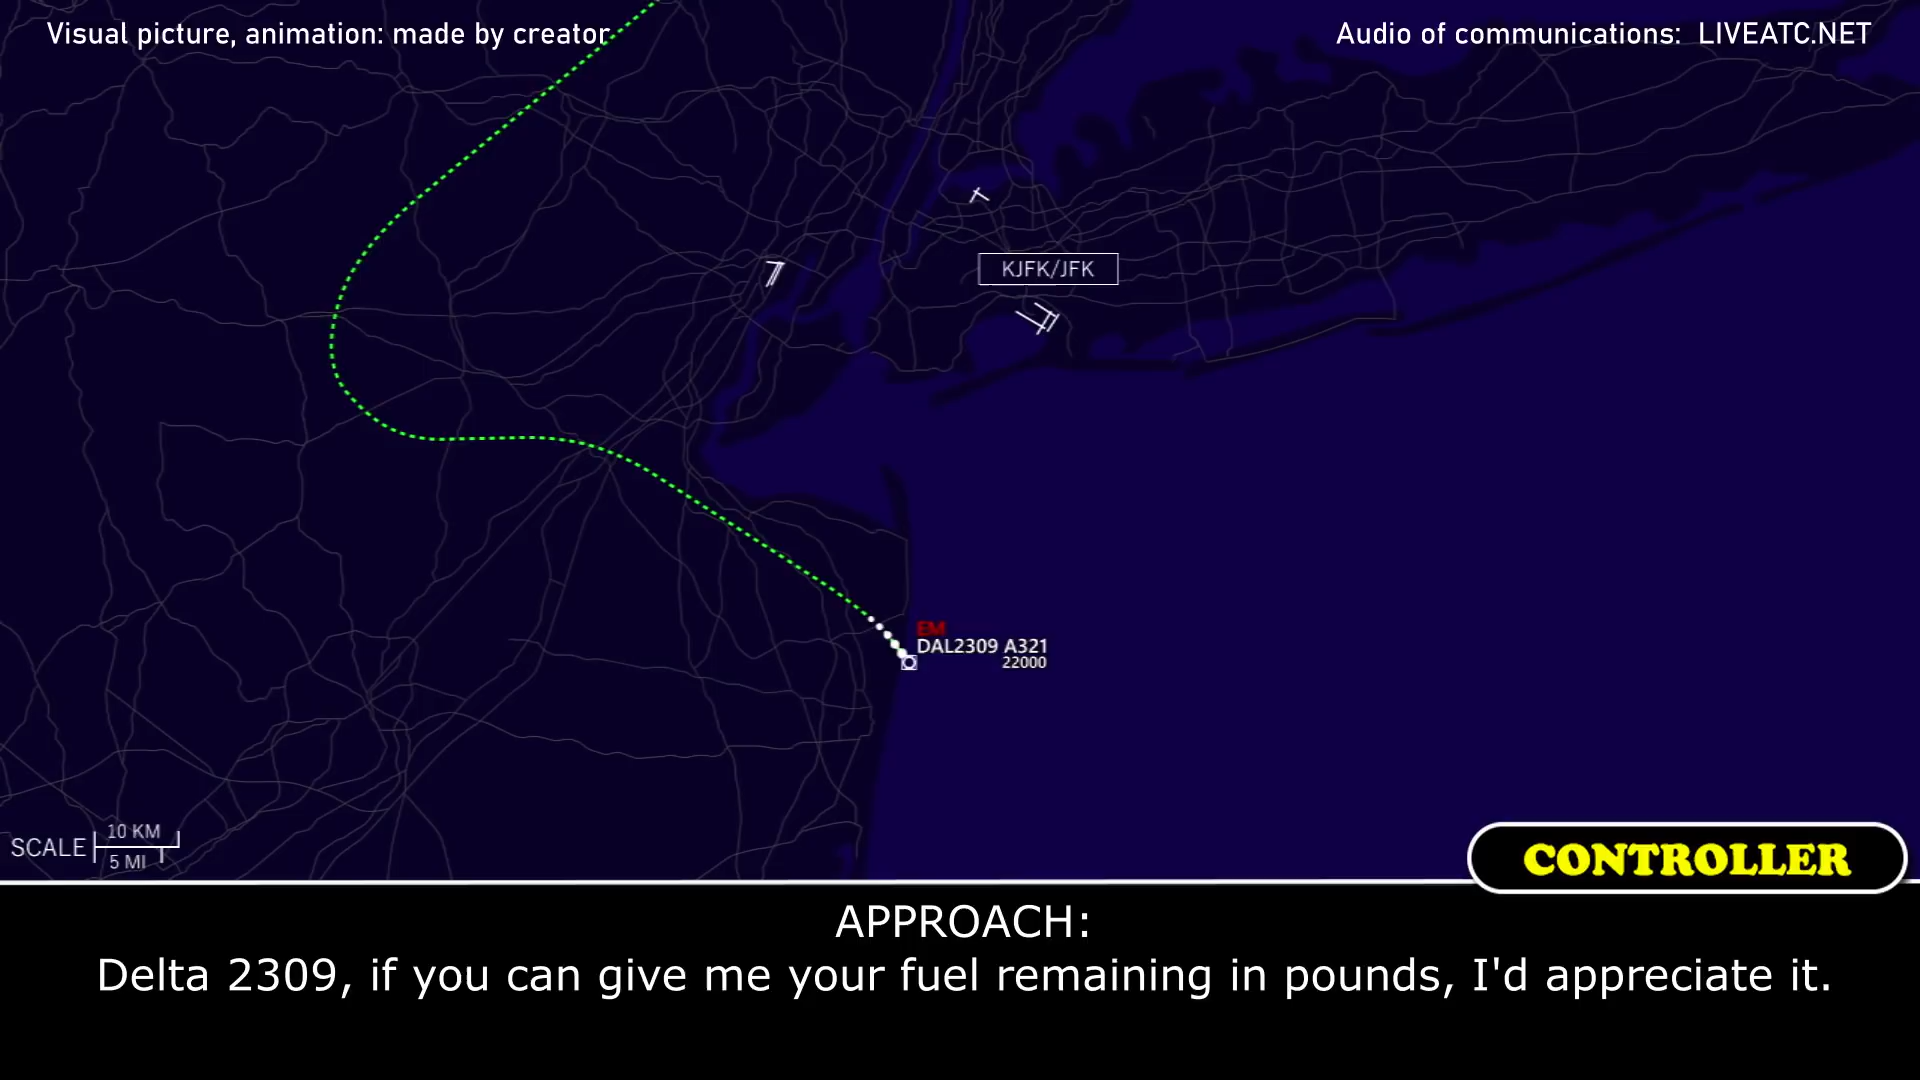 Visual picture, animation: made by creator
Audio of communications: LIVEATC.NET
KJFK/JFK
EM
DAL2309 A321
22000
SCALE
10 KM
5 MI
CONTROLLER
APPROACH:
Delta 2309, if you can give me your fuel remaining in pounds, I'd appreciate it.